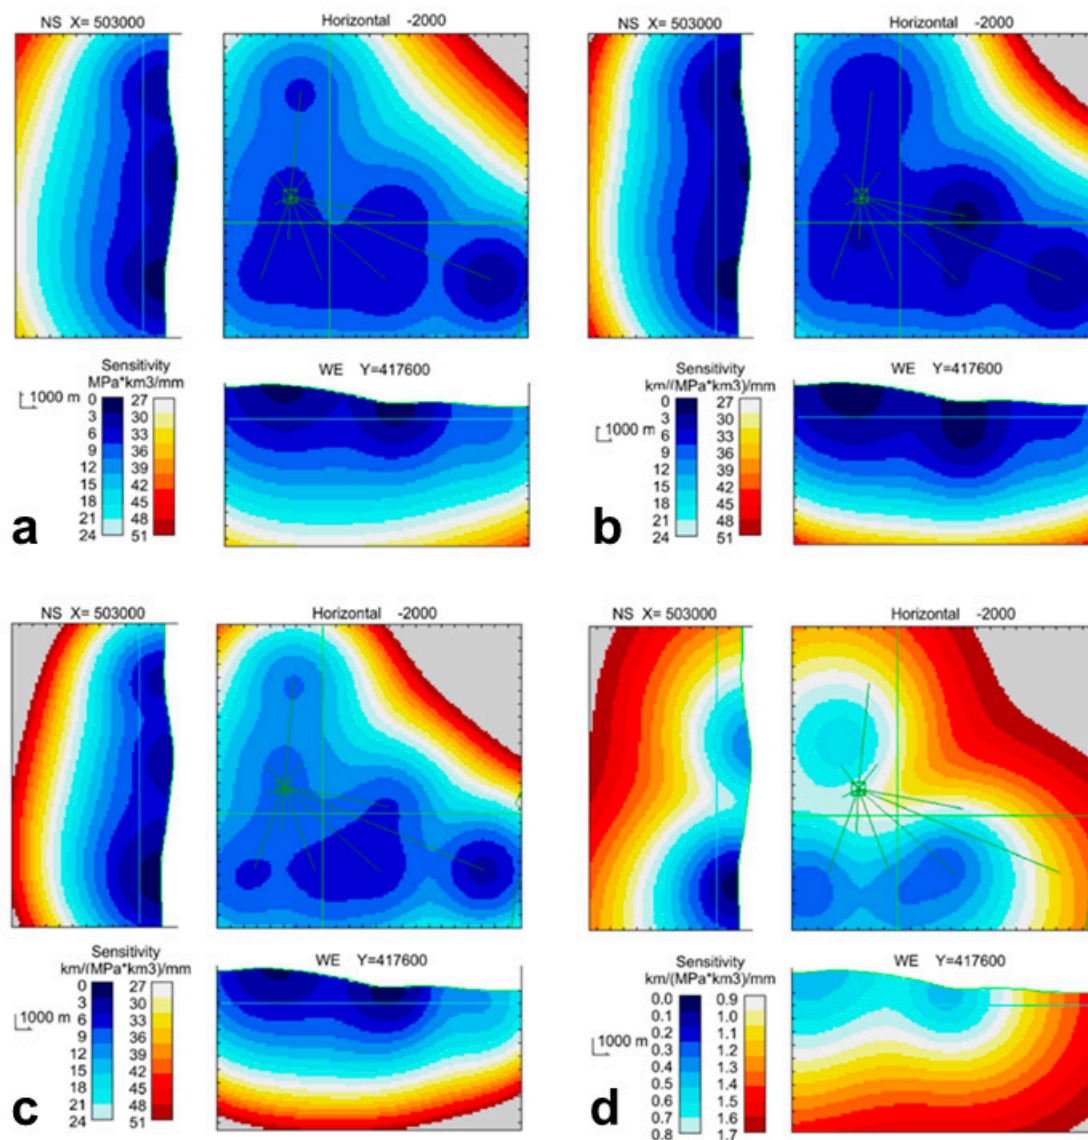 NS X= 503000 Horizontal -2000
Sensitivity
MPa*km3/mm
WE Y=417600
1000 m
0 27
3 30
6 33
9 36
12 39
15 42
18 45
21 48
24 51
a
NS X= 503000 Horizontal -2000
Sensitivity
km/(MPa*km3)/mm
WE Y=417600
1000 m
0 27
3 30
6 33
9 36
12 39
15 42
18 45
21 48
24 51
b
NS X= 503000 Horizontal -2000
Sensitivity
km/(MPa*km3)/mm
WE Y=417600
1000 m
0 27
3 30
6 33
9 36
12 39
15 42
18 45
21 48
24 51
c
NS X= 503000 Horizontal -2000
Sensitivity
km/(MPa*km3)/mm
WE Y=417600
1000 m
0.0 0.9
0.1 1.0
0.2 1.1
0.3 1.2
0.4 1.3
0.5 1.4
0.6 1.5
0.7 1.6
0.8 1.7
d